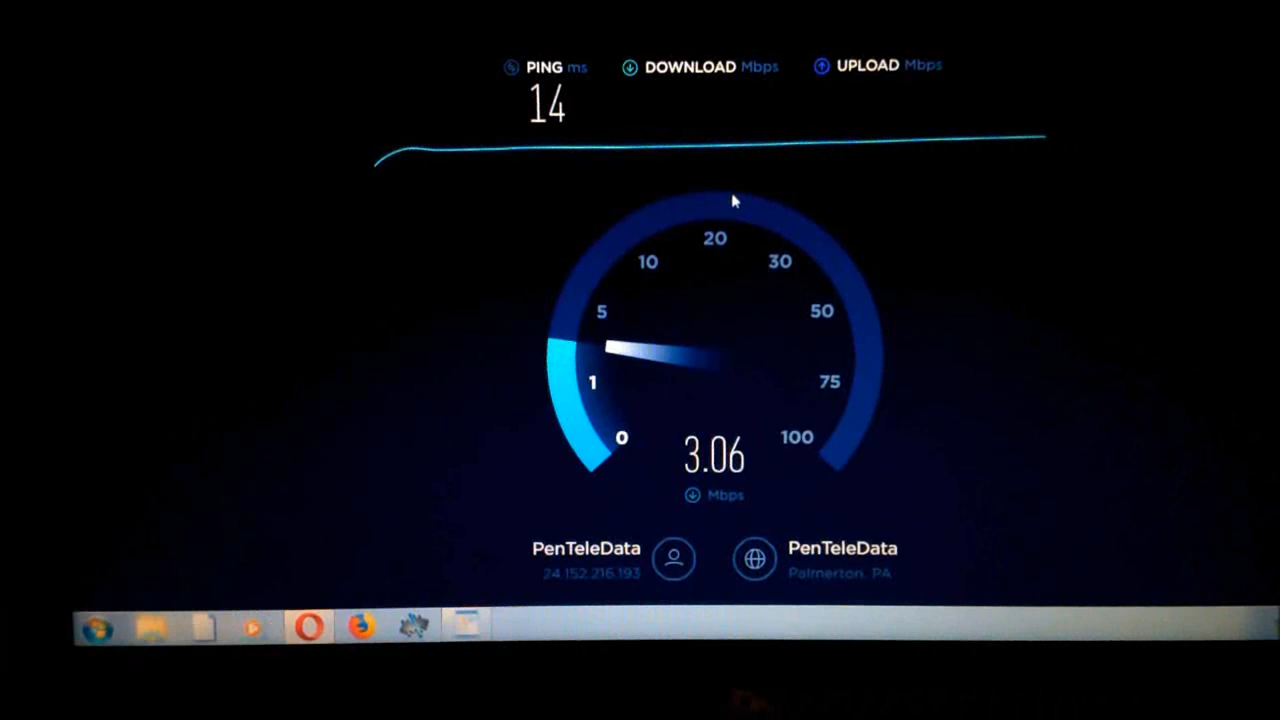 PING ms
DOWNLOAD Mbps
UPLOAD Mbps
14
20
10
30
5
50
1
75
0
100
3.06
Mbps
PenTeleData
24.152.216.193
PenTeleData
Palmerton, PA